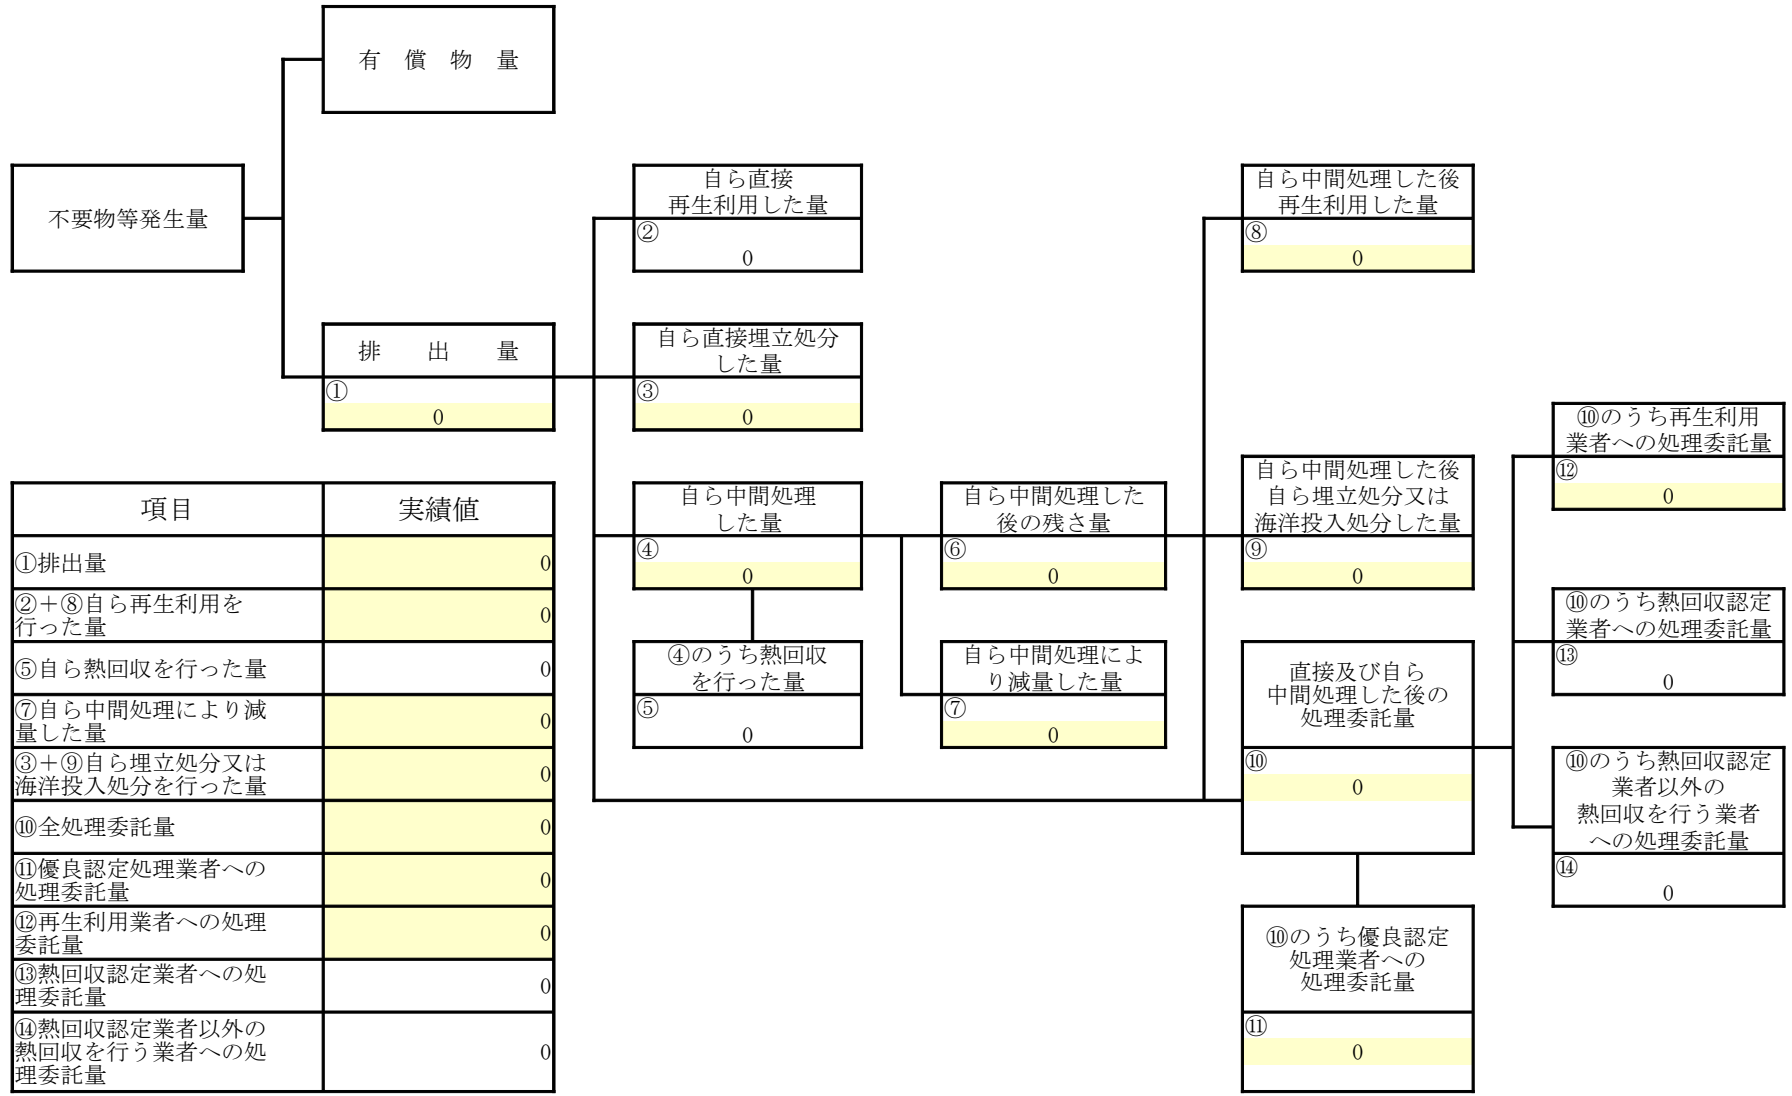 有 償 物 量
不要物等発生量
自ら直接
再生利用した量
②
0
自ら中間処理した後
再生利用した量
⑧
0
排 出 量
①
0
自ら直接埋立処分
した量
③
0
⑩のうち再生利用
業者への処理委託量
⑫
0
自ら中間処理
した量
④
0
自ら中間処理した
後の残さ量
⑥
0
自ら中間処理した後
自ら埋立処分又は
海洋投入処分した量
⑨
0
⑩のうち熱回収認定
業者への処理委託量
⑬
0
④のうち熱回収
を行った量
⑤
0
自ら中間処理によ
り減量した量
⑦
0
直接及び自ら
中間処理した後の
処理委託量
⑩
0
⑩のうち熱回収認定
業者以外の
熱回収を行う業者
への処理委託量
⑭
0
⑩のうち優良認定
処理業者への
処理委託量
⑪
0
項目 実績値
①排出量 0
②+⑧自ら再生利用を
行った量 0
⑤自ら熱回収を行った量 0
⑦自ら中間処理により減
量した量 0
③+⑨自ら埋立処分又は
海洋投入処分を行った量 0
⑩全処理委託量 0
⑪優良認定処理業者への
処理委託量 0
⑫再生利用業者への処理
委託量 0
⑬熱回収認定業者への処
理委託量 0
⑭熱回収認定業者以外の
熱回収を行う業者への処 0
理委託量